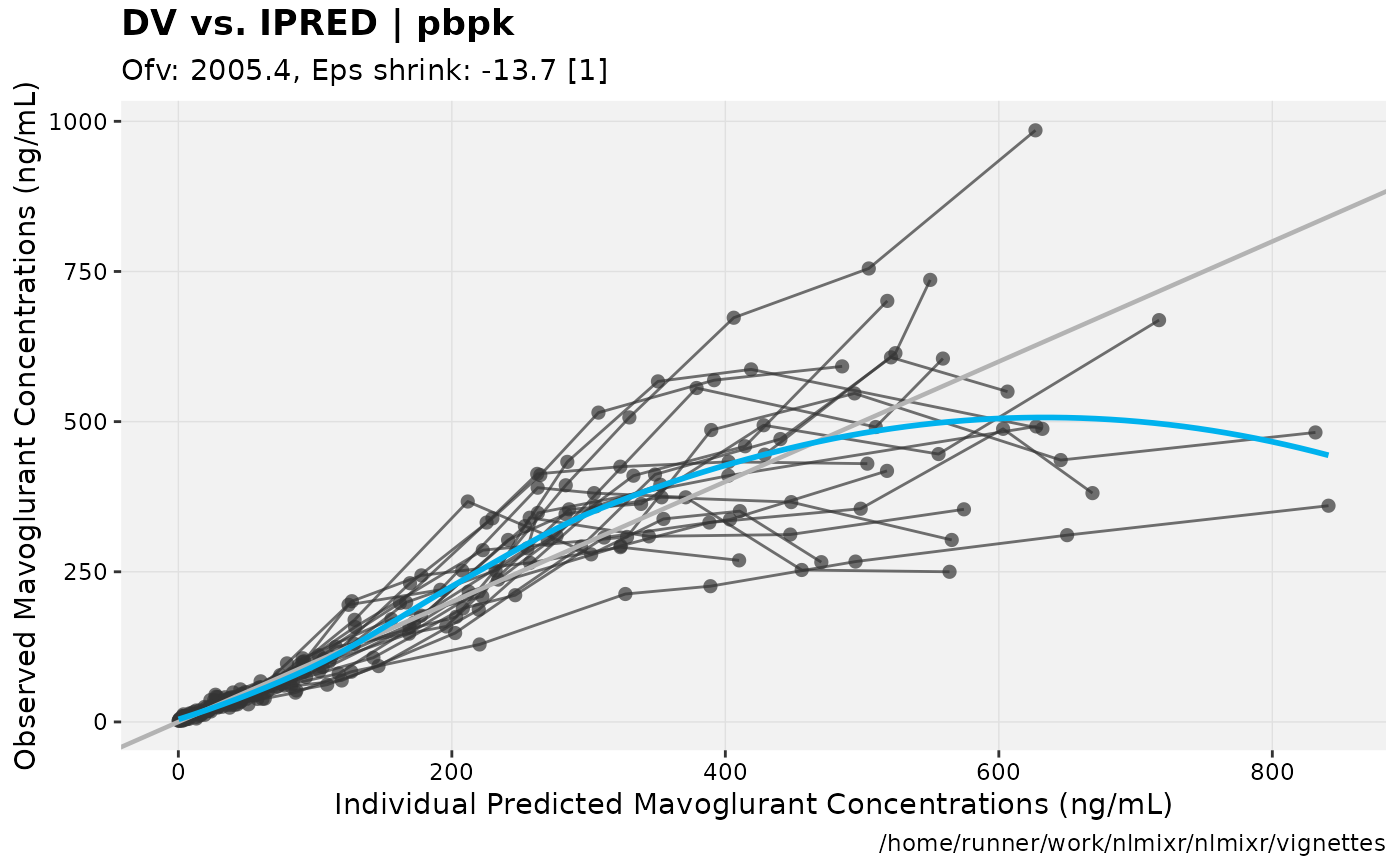 DV vs. IPRED | pbpk
Ofv: 2005.4, Eps shrink: -13.7 [1]
Observed Mavoglurant Concentrations (ng/mL)
1000
750
500
250
0
0 200 400 600 800
Individual Predicted Mavoglurant Concentrations (ng/mL)
/home/runner/work/nlmixr/nlmixr/vignettes